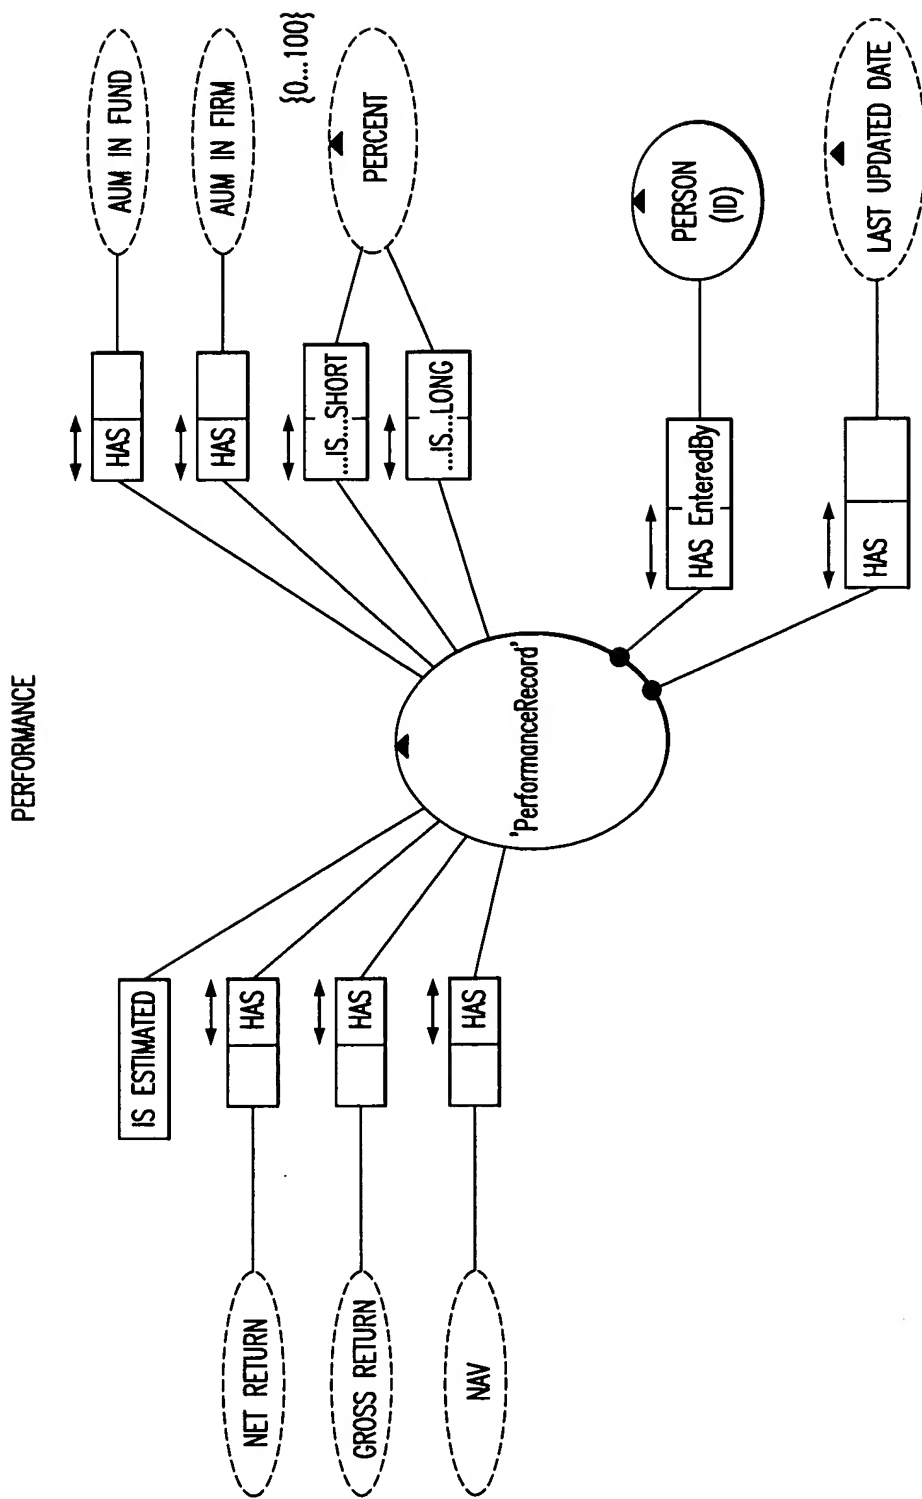 PERFORMANCE
IS ESTIMATED
NET RETURN
HAS
GROSS RETURN
HAS
NAV
HAS
'PerformanceRecord'
HAS
AUM IN FUND
HAS
AUM IN FIRM
{0...100}
...IS...SHORT
...IS...LONG
PERCENT
HAS EnteredBy
PERSON
(ID)
HAS
LAST UPDATED DATE